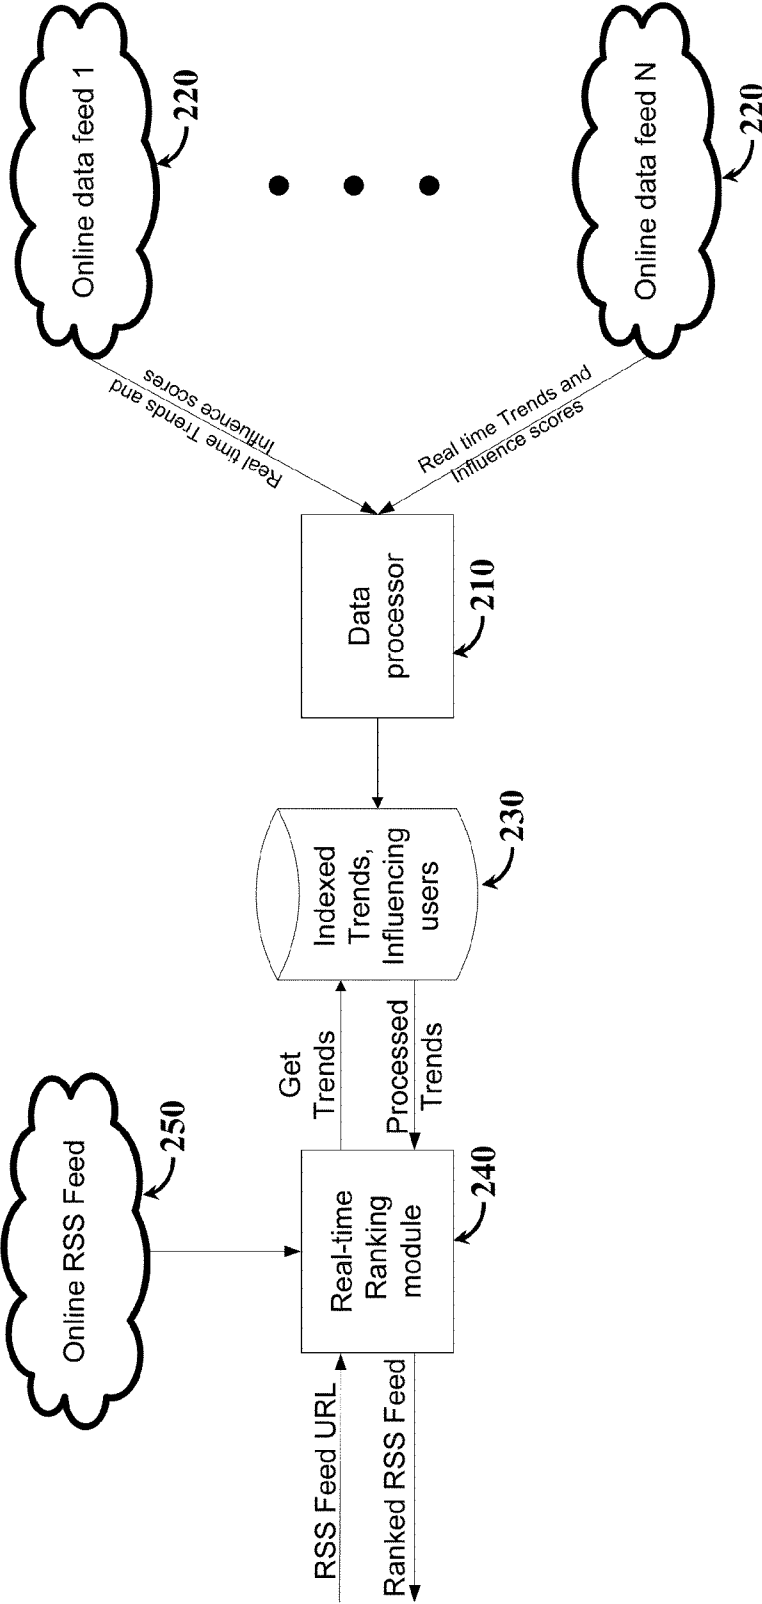 Online RSS Feed
250
RSS Feed URL
Ranked RSS Feed
Real-time
Ranking
module
240
Get
Trends
Processed
Trends
Indexed
Trends,
Influencing
users
230
Data
processor
210
Real time Trends and
Influence scores
Real time Trends and
Influence scores
Online data feed 1
220
Online data feed N
220